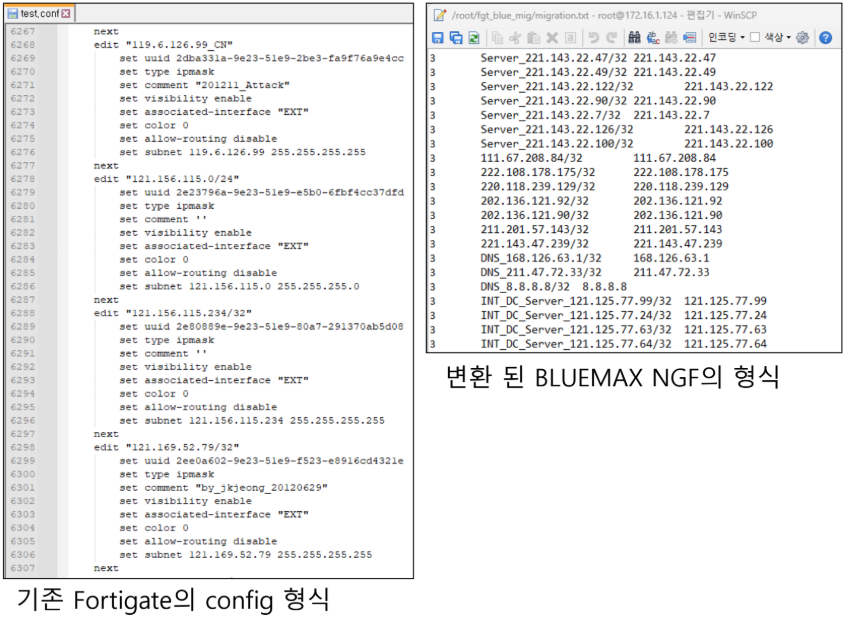 test.conf
6267 next
6268 edit "119.6.126.99_CN"
6269 set uuid 2dba331a-9e23-51e9-2be3-fa9f76a9e4cc
6270 set type ipmask
6271 set comment "201211_Attack"
6272 set visibility enable
6273 set associated-interface "EXT"
6274 set color 0
6275 set allow-routing disable
6276 set subnet 119.6.126.99 255.255.255.255
6277 next
6278 edit "121.156.115.0/24"
6279 set uuid 2e23796a-9e23-51e9-e5b0-6fbf4cc37dfd
6280 set type ipmask
6281 set comment ''
6282 set visibility enable
6283 set associated-interface "EXT"
6284 set color 0
6285 set allow-routing disable
6286 set subnet 121.156.115.0 255.255.255.0
6287 next
6288 edit "121.156.115.234/32"
6289 set uuid 2e80889e-9e23-51e9-80a7-291370ab5d08
6290 set type ipmask
6291 set comment ''
6292 set visibility enable
6293 set associated-interface "EXT"
6294 set color 0
6295 set allow-routing disable
6296 set subnet 121.156.115.234 255.255.255.255
6297 next
6298 edit "121.169.52.79/32"
6299 set uuid 2ee0a602-9e23-51e9-f523-e8916cd4321e
6300 set type ipmask
6301 set comment "by_jkjeong_20120629"
6302 set visibility enable
6303 set associated-interface "EXT"
6304 set color 0
6305 set allow-routing disable
6306 set subnet 121.169.52.79 255.255.255.255
6307 next
기존 Fortigate의 config 형식
/root/fgt_blue_mig/migration.txt - root@172.16.1.124 - 편집기 - WinSCP
인코딩 색상
3 Server_221.143.22.47/32 221.143.22.47
3 Server_221.143.22.49/32 221.143.22.49
3 Server_221.143.22.122/32 221.143.22.122
3 Server_221.143.22.90/32 221.143.22.90
3 Server_221.143.22.7/32 221.143.22.7
3 Server_221.143.22.126/32 221.143.22.126
3 Server_221.143.22.100/32 221.143.22.100
3 111.67.208.84/32 111.67.208.84
3 222.108.178.175/32 222.108.178.175
3 220.118.239.129/32 220.118.239.129
3 202.136.121.92/32 202.136.121.92
3 202.136.121.90/32 202.136.121.90
3 211.201.57.143/32 211.201.57.143
3 221.143.47.239/32 221.143.47.239
3 DNS_168.126.63.1/32 168.126.63.1
3 DNS_211.47.72.33/32 211.47.72.33
3 DNS_8.8.8.8/32 8.8.8.8
3 INT_DC_Server_121.125.77.99/32 121.125.77.99
3 INT_DC_Server_121.125.77.24/32 121.125.77.24
3 INT_DC_Server_121.125.77.63/32 121.125.77.63
3 INT_DC_Server_121.125.77.64/32 121.125.77.64
변환 된 BLUEMAX NGF의 형식